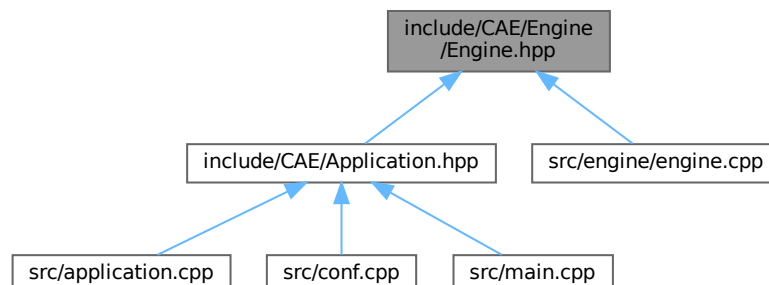 include/CAE/Engine
/Engine.hpp
include/CAE/Application.hpp
src/engine/engine.cpp
src/application.cpp
src/conf.cpp
src/main.cpp